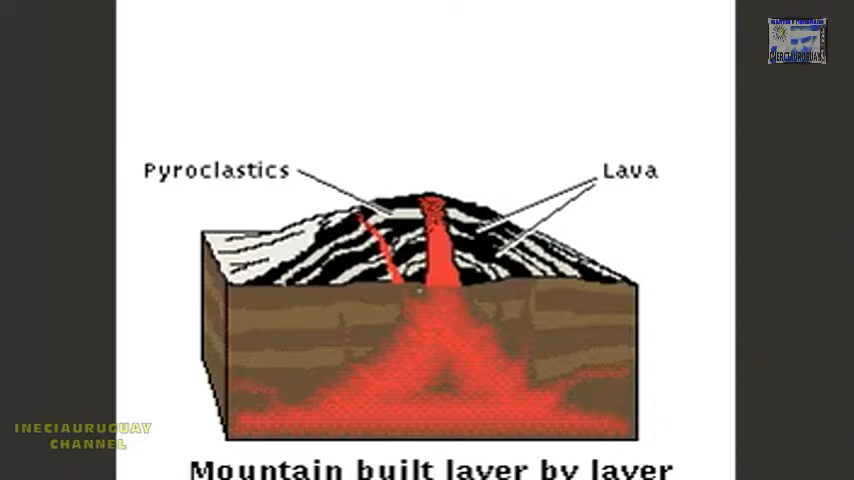 Pyroclastics
Lava
INECIAURUGUAY
CHANNEL
Mountain built layer by layer